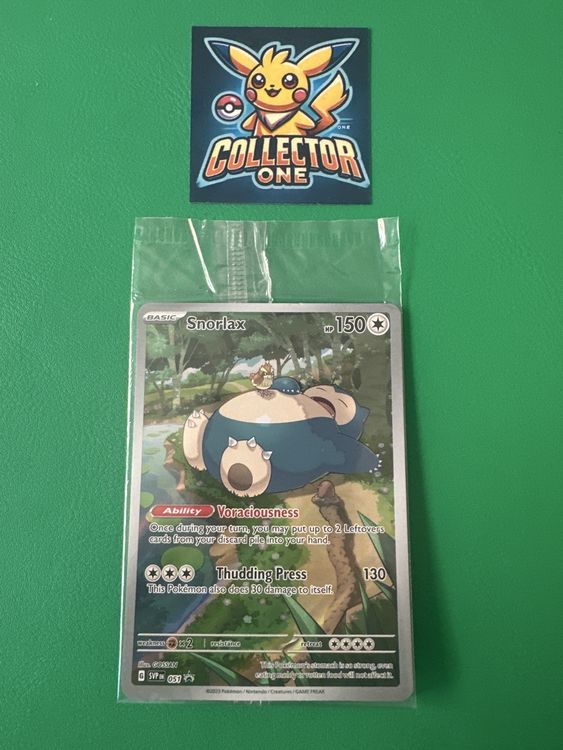 ONE
COLLECTOR
ONE
BASIC Snorlax HP 150
Ability Voraciousness
Once during your turn, you may put up to 2 Leftovers
cards from your discard pile into your hand.
Thudding Press 130
This Pokémon also does 30 damage to itself.
weakness x2 resistance retreat
Illus. GOSSAN
G SVP EN 051
This Pokémon's stomach is so strong, even
eating moldy or rotten food will not affect it.
©2023 Pokémon / Nintendo / Creatures / GAME FREAK